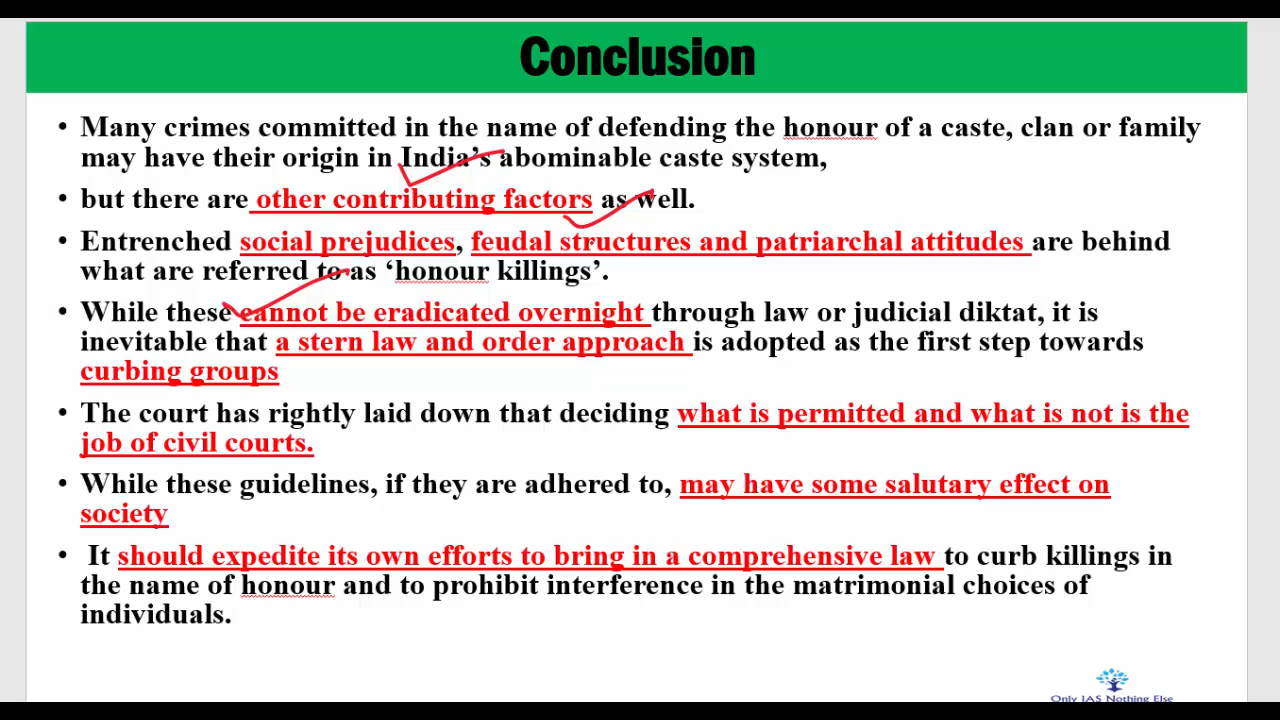 Conclusion
• Many crimes committed in the name of defending the honour of a caste, clan or family
may have their origin in India's abominable caste system,
• but there are other contributing factors as well.
• Entrenched social prejudices, feudal structures and patriarchal attitudes are behind
what are referred to as 'honour killings'.
• While these cannot be eradicated overnight through law or judicial diktat, it is
inevitable that a stern law and order approach is adopted as the first step towards
curbing groups
• The court has rightly laid down that deciding what is permitted and what is not is the
job of civil courts.
• While these guidelines, if they are adhered to, may have some salutary effect on
society
• It should expedite its own efforts to bring in a comprehensive law to curb killings in
the name of honour and to prohibit interference in the matrimonial choices of
individuals.
Only IAS Nothing Else